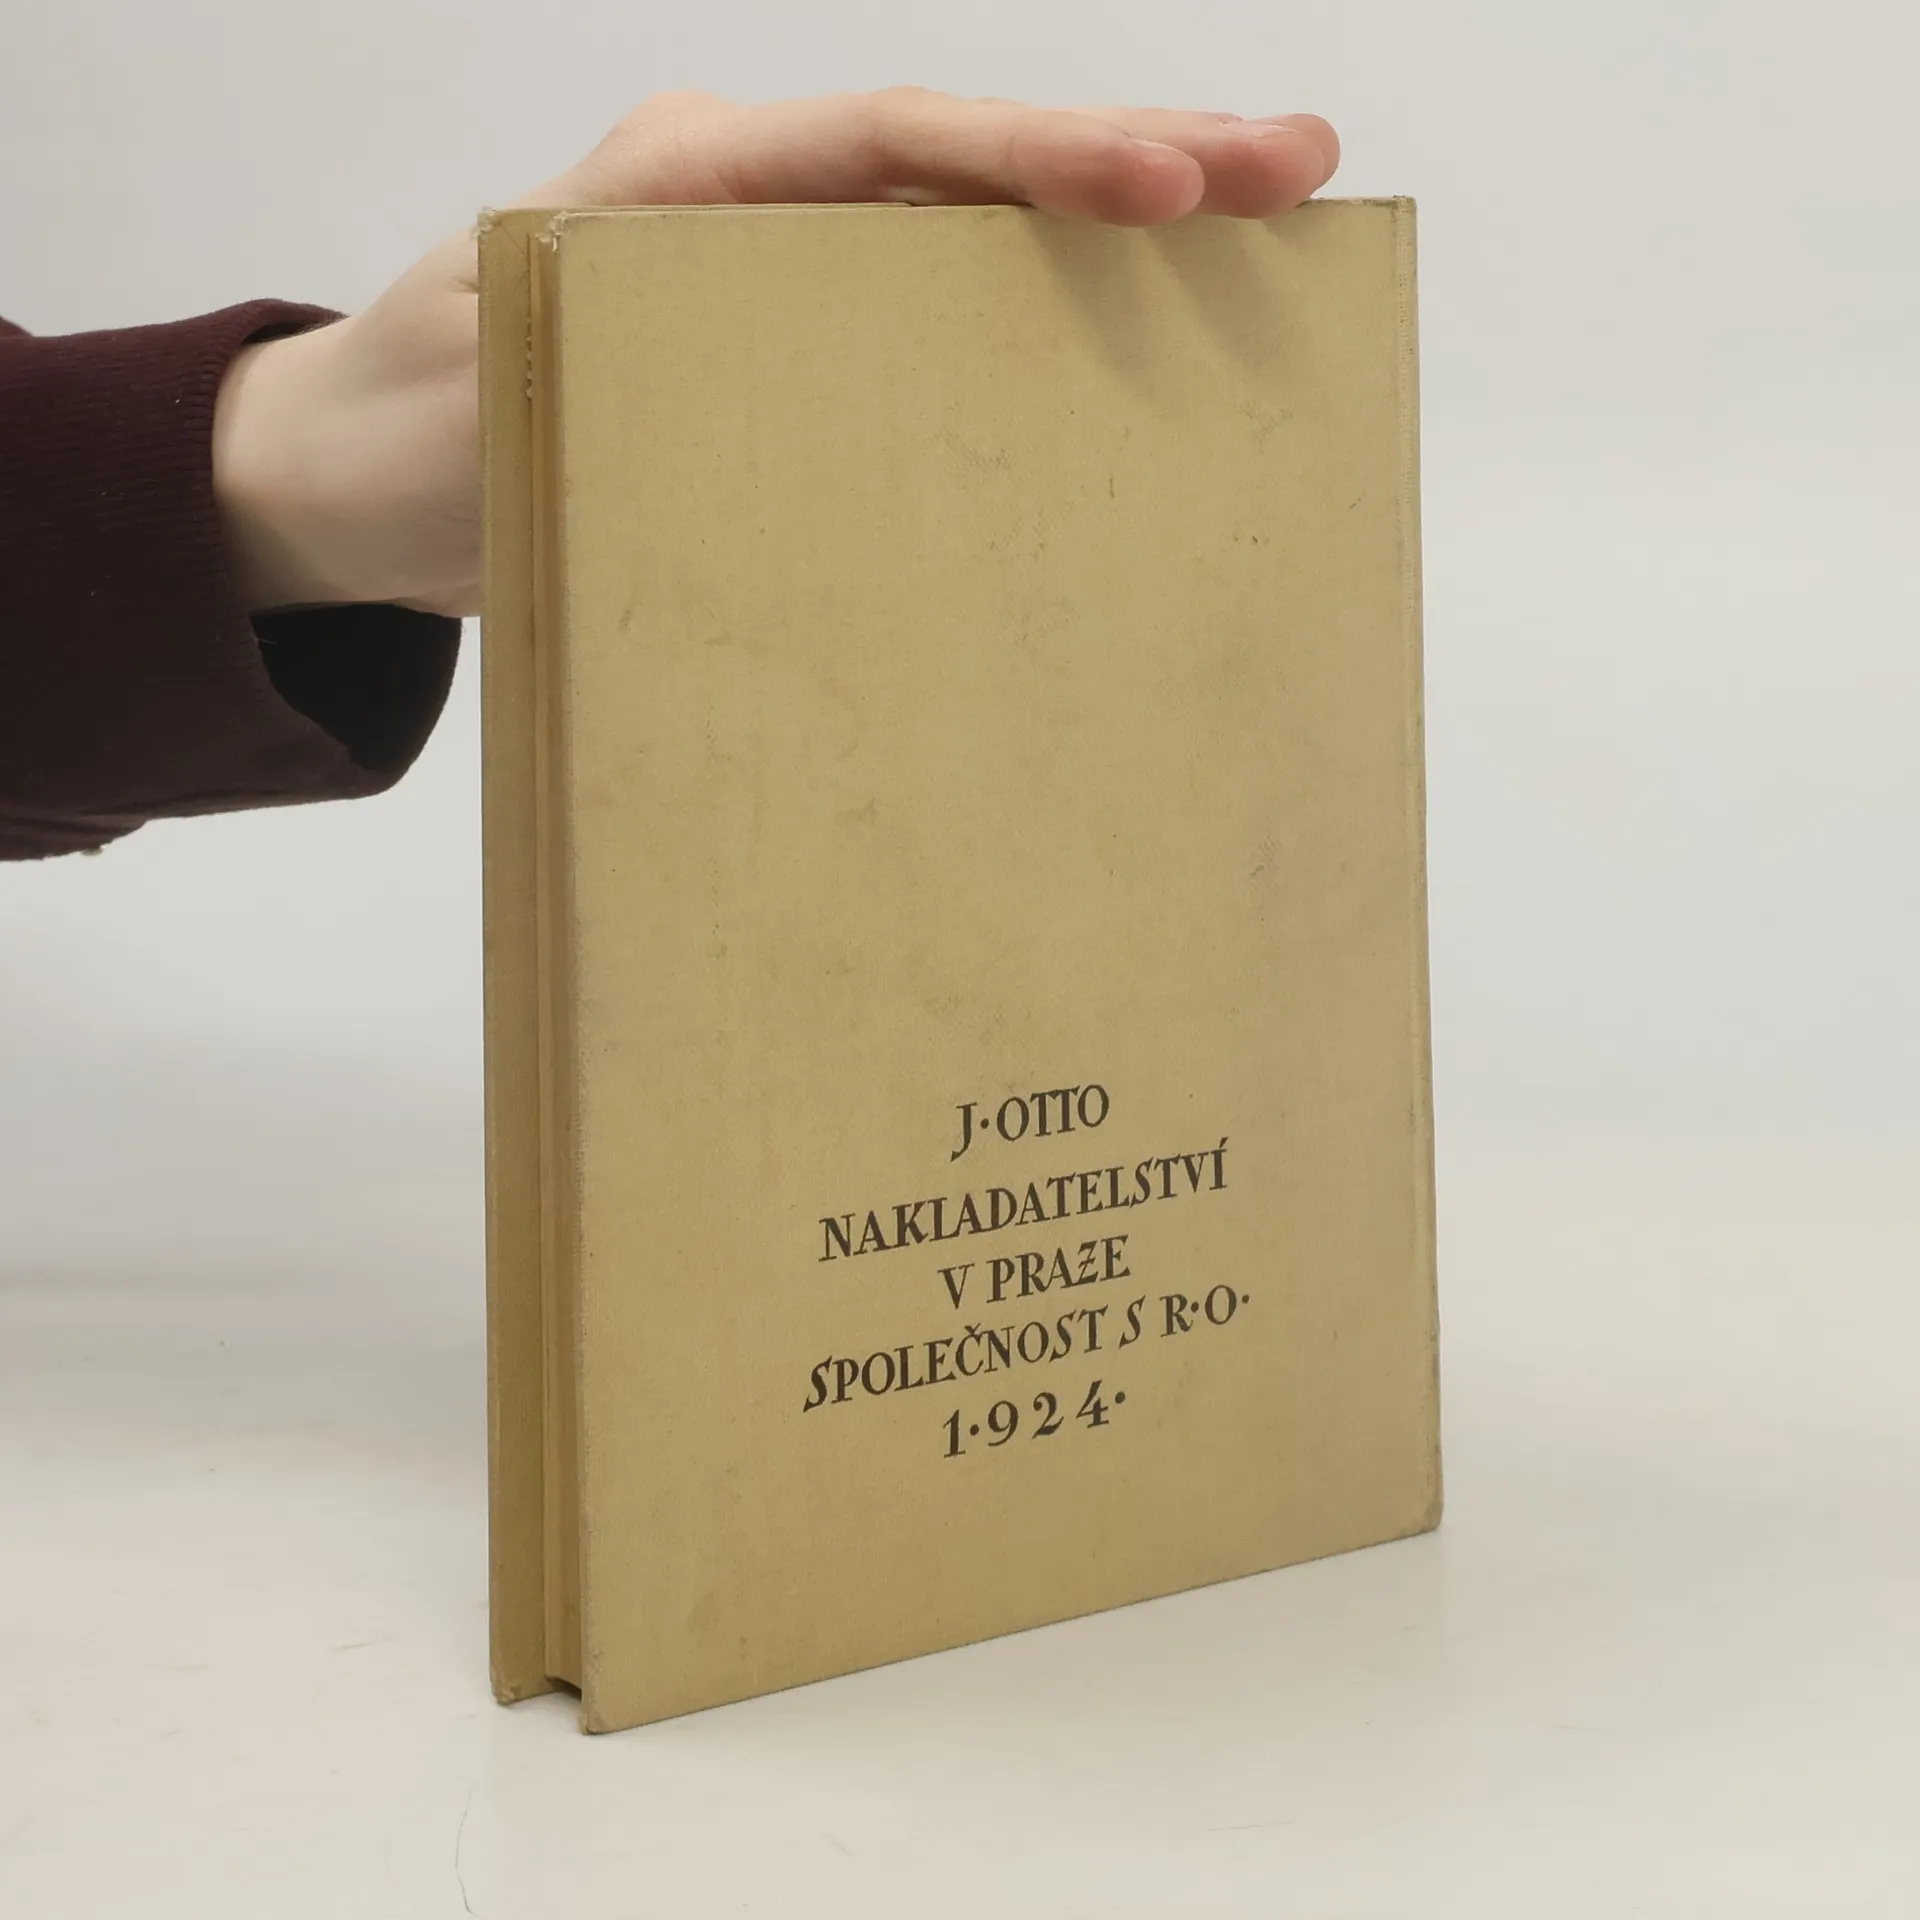 J·OTTO
NAKLADATELSTVÍ
V PRAZE
SPOLEČNOST S R·O·
1·924·